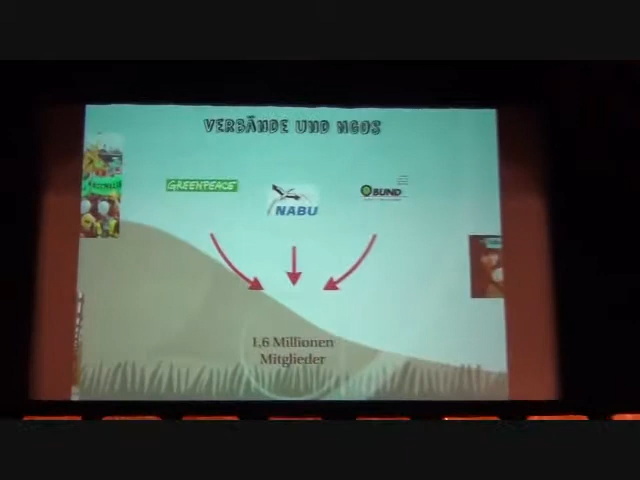 VERBÄNDE UND NGOS
GREENPEACE
NABU
BUND
1,6 Millionen
Mitglieder